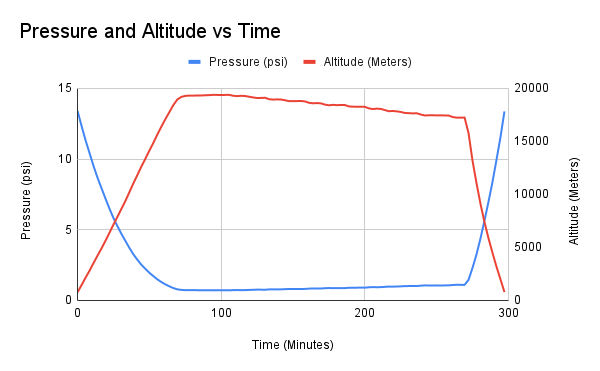 Pressure and Altitude vs Time
Pressure (psi) Altitude (Meters)
15 20000
15000
10
10000
5 5000
0 0
0 100 200 300
Pressure (psi)
Altitude (Meters)
Time (Minutes)